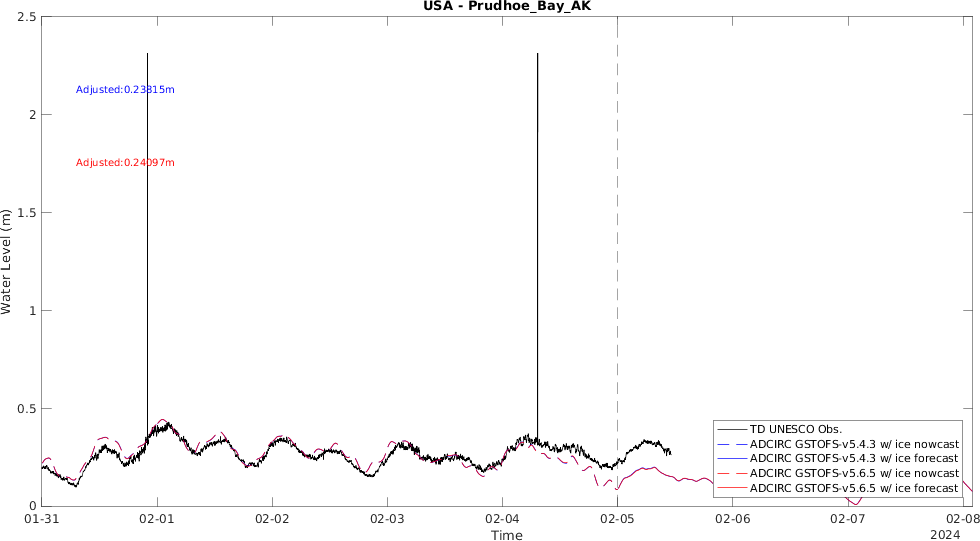 USA - Prudhoe_Bay_AK
2.5
Adjusted:0.23815m
2
Adjusted:0.24097m
1.5
Water Level (m)
1
0.5
TD UNESCO Obs.
ADCIRC GSTOFS-v5.4.3 w/ ice nowcast
ADCIRC GSTOFS-v5.4.3 w/ ice forecast
ADCIRC GSTOFS-v5.6.5 w/ ice nowcast
ADCIRC GSTOFS-v5.6.5 w/ ice forecast
0
01-31 02-01 02-02 02-03 02-04 02-05 02-06 02-07 02-08
Time
2024